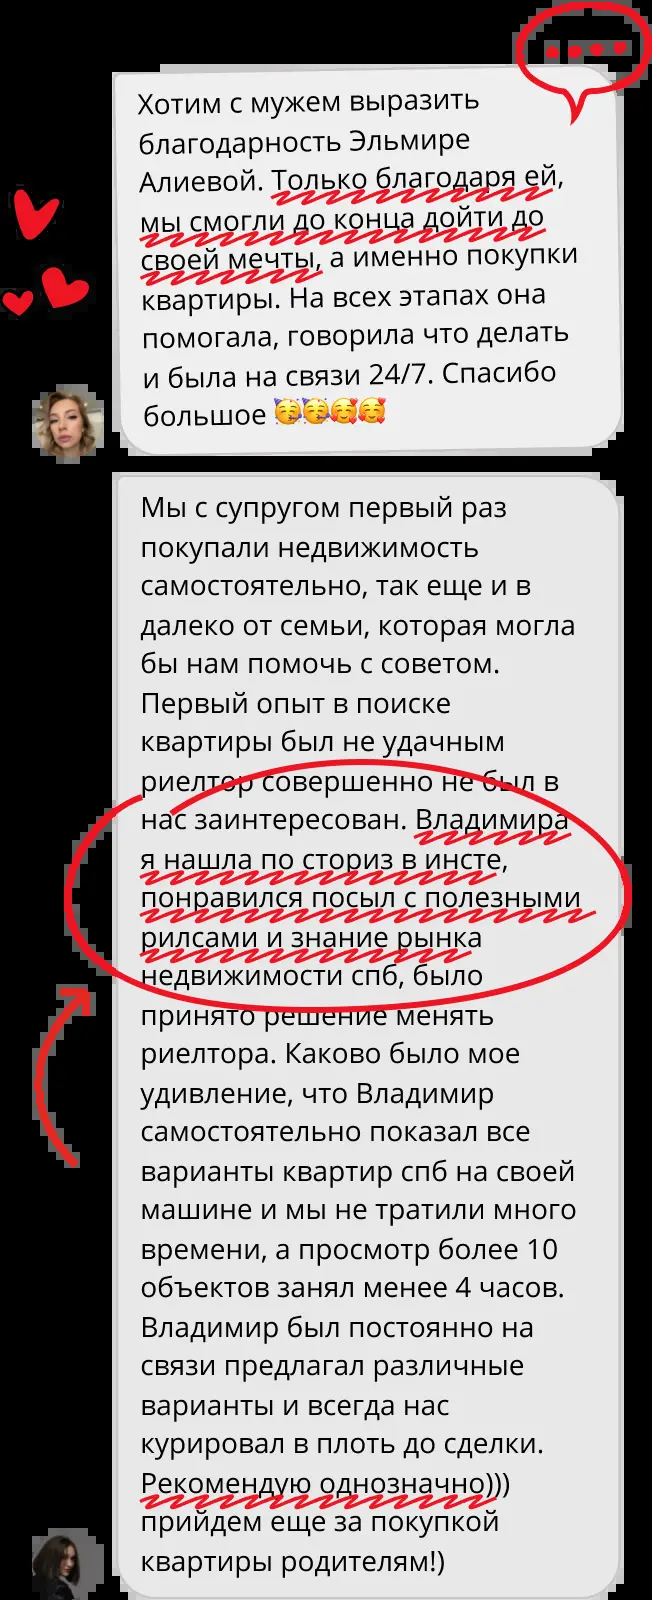 Хотим с мужем выразить
благодарность Эльмире
Алиевой. Только благодаря ей,
мы смогли до конца дойти до
своей мечты, а именно покупки
квартиры. На всех этапах она
помогала, говорила что делать
и была на связи 24/7. Спасибо
большое 🥳🥳🥰🥰
Мы с супругом первый раз
покупали недвижимость
самостоятельно, так еще и в
далеко от семьи, которая могла
бы нам помочь с советом.
Первый опыт в поиске
квартиры был не удачным
риелтор совершенно не был в
нас заинтересован. Владимира
я нашла по сториз в инсте,
понравился посыл с полезными
рилсами и знание рынка
недвижимости спб, было
принято решение менять
риелтора. Каково было мое
удивление, что Владимир
самостоятельно показал все
варианты квартир спб на своей
машине и мы не тратили много
времени, а просмотр более 10
объектов занял менее 4 часов.
Владимир был постоянно на
связи предлагал различные
варианты и всегда нас
курировал в плоть до сделки.
Рекомендую однозначно)))
прийдем еще за покупкой
квартиры родителям!)